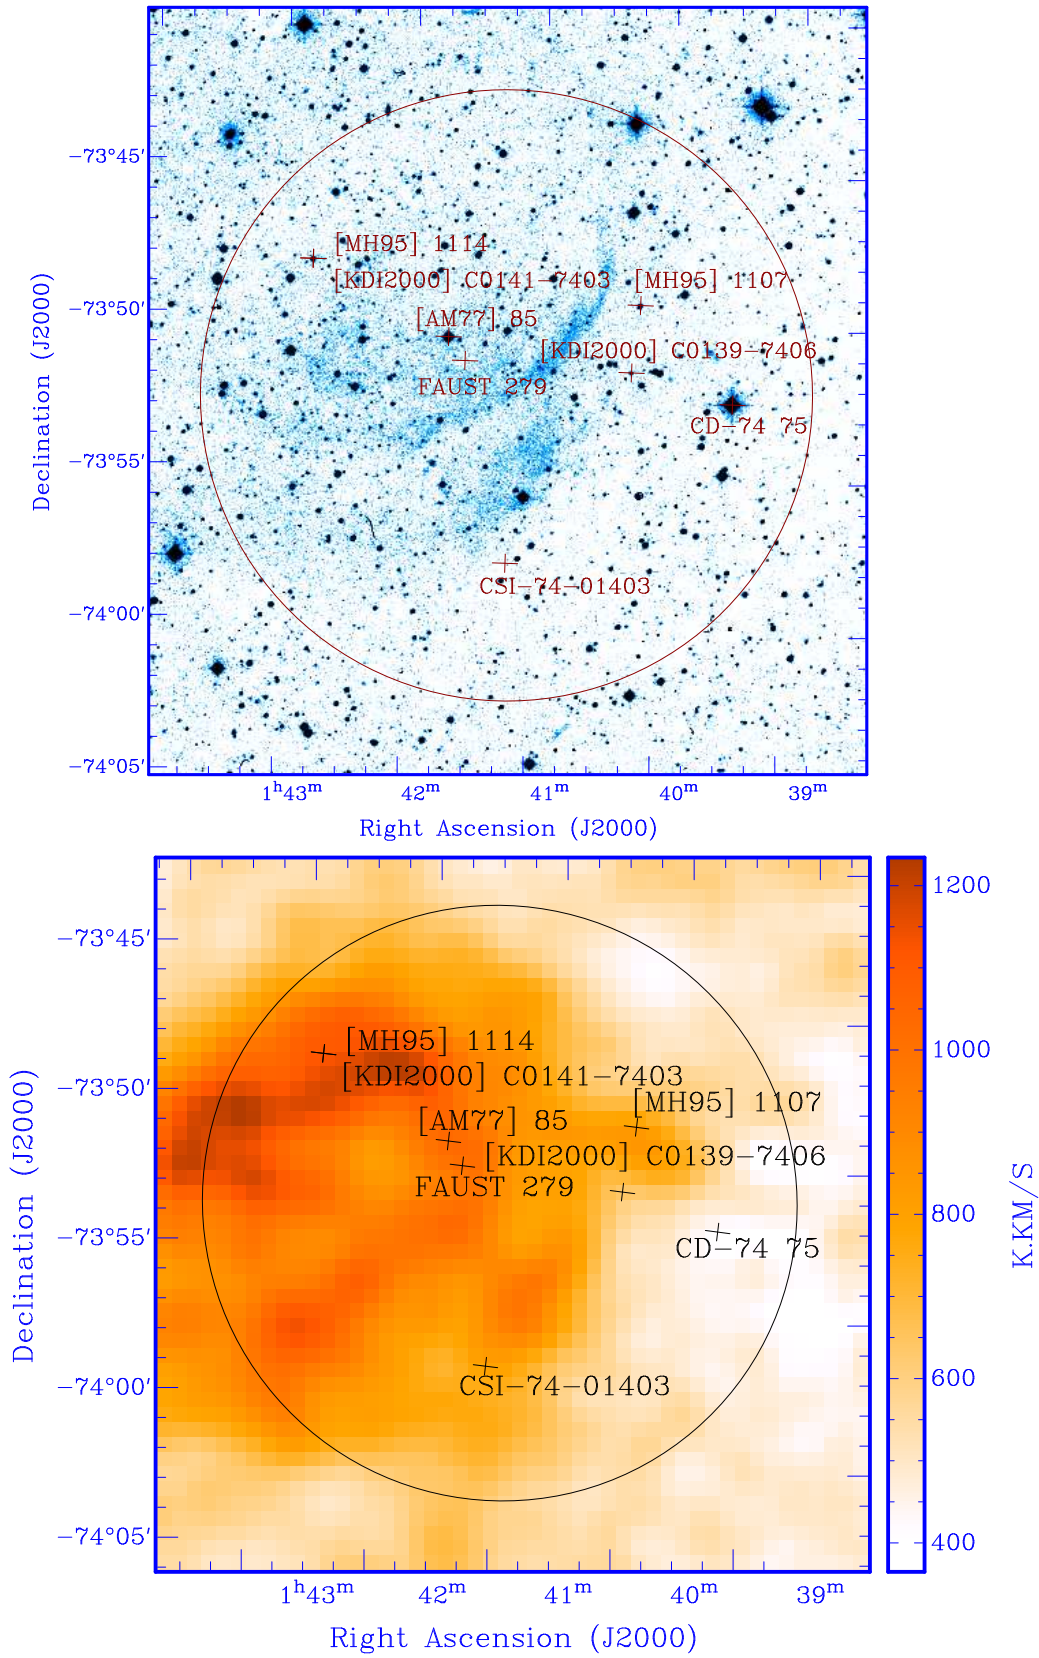 −73°45′
[MH95] 1114
−73°50′
[KDI2000] C0141−7403
[MH95] 1107
[AM77] 85
[KDI2000] C0139−7406
FAUST 279
CD−74 75
−73°55′
CSI−74−01403
−74°00′
−74°05′
Declination (J2000)
1ʰ43ᵐ 42ᵐ 41ᵐ 40ᵐ 39ᵐ
Right Ascension (J2000)
−73°45′
[MH95] 1114
[KDI2000] C0141−7403
−73°50′
[MH95] 1107
[AM77] 85
[KDI2000] C0139−7406
FAUST 279
−73°55′
CD−74 75
−74°00′
CSI−74−01403
−74°05′
Declination (J2000)
1ʰ43ᵐ 42ᵐ 41ᵐ 40ᵐ 39ᵐ
Right Ascension (J2000)
1200
1000
800
600
400
K.KM/S